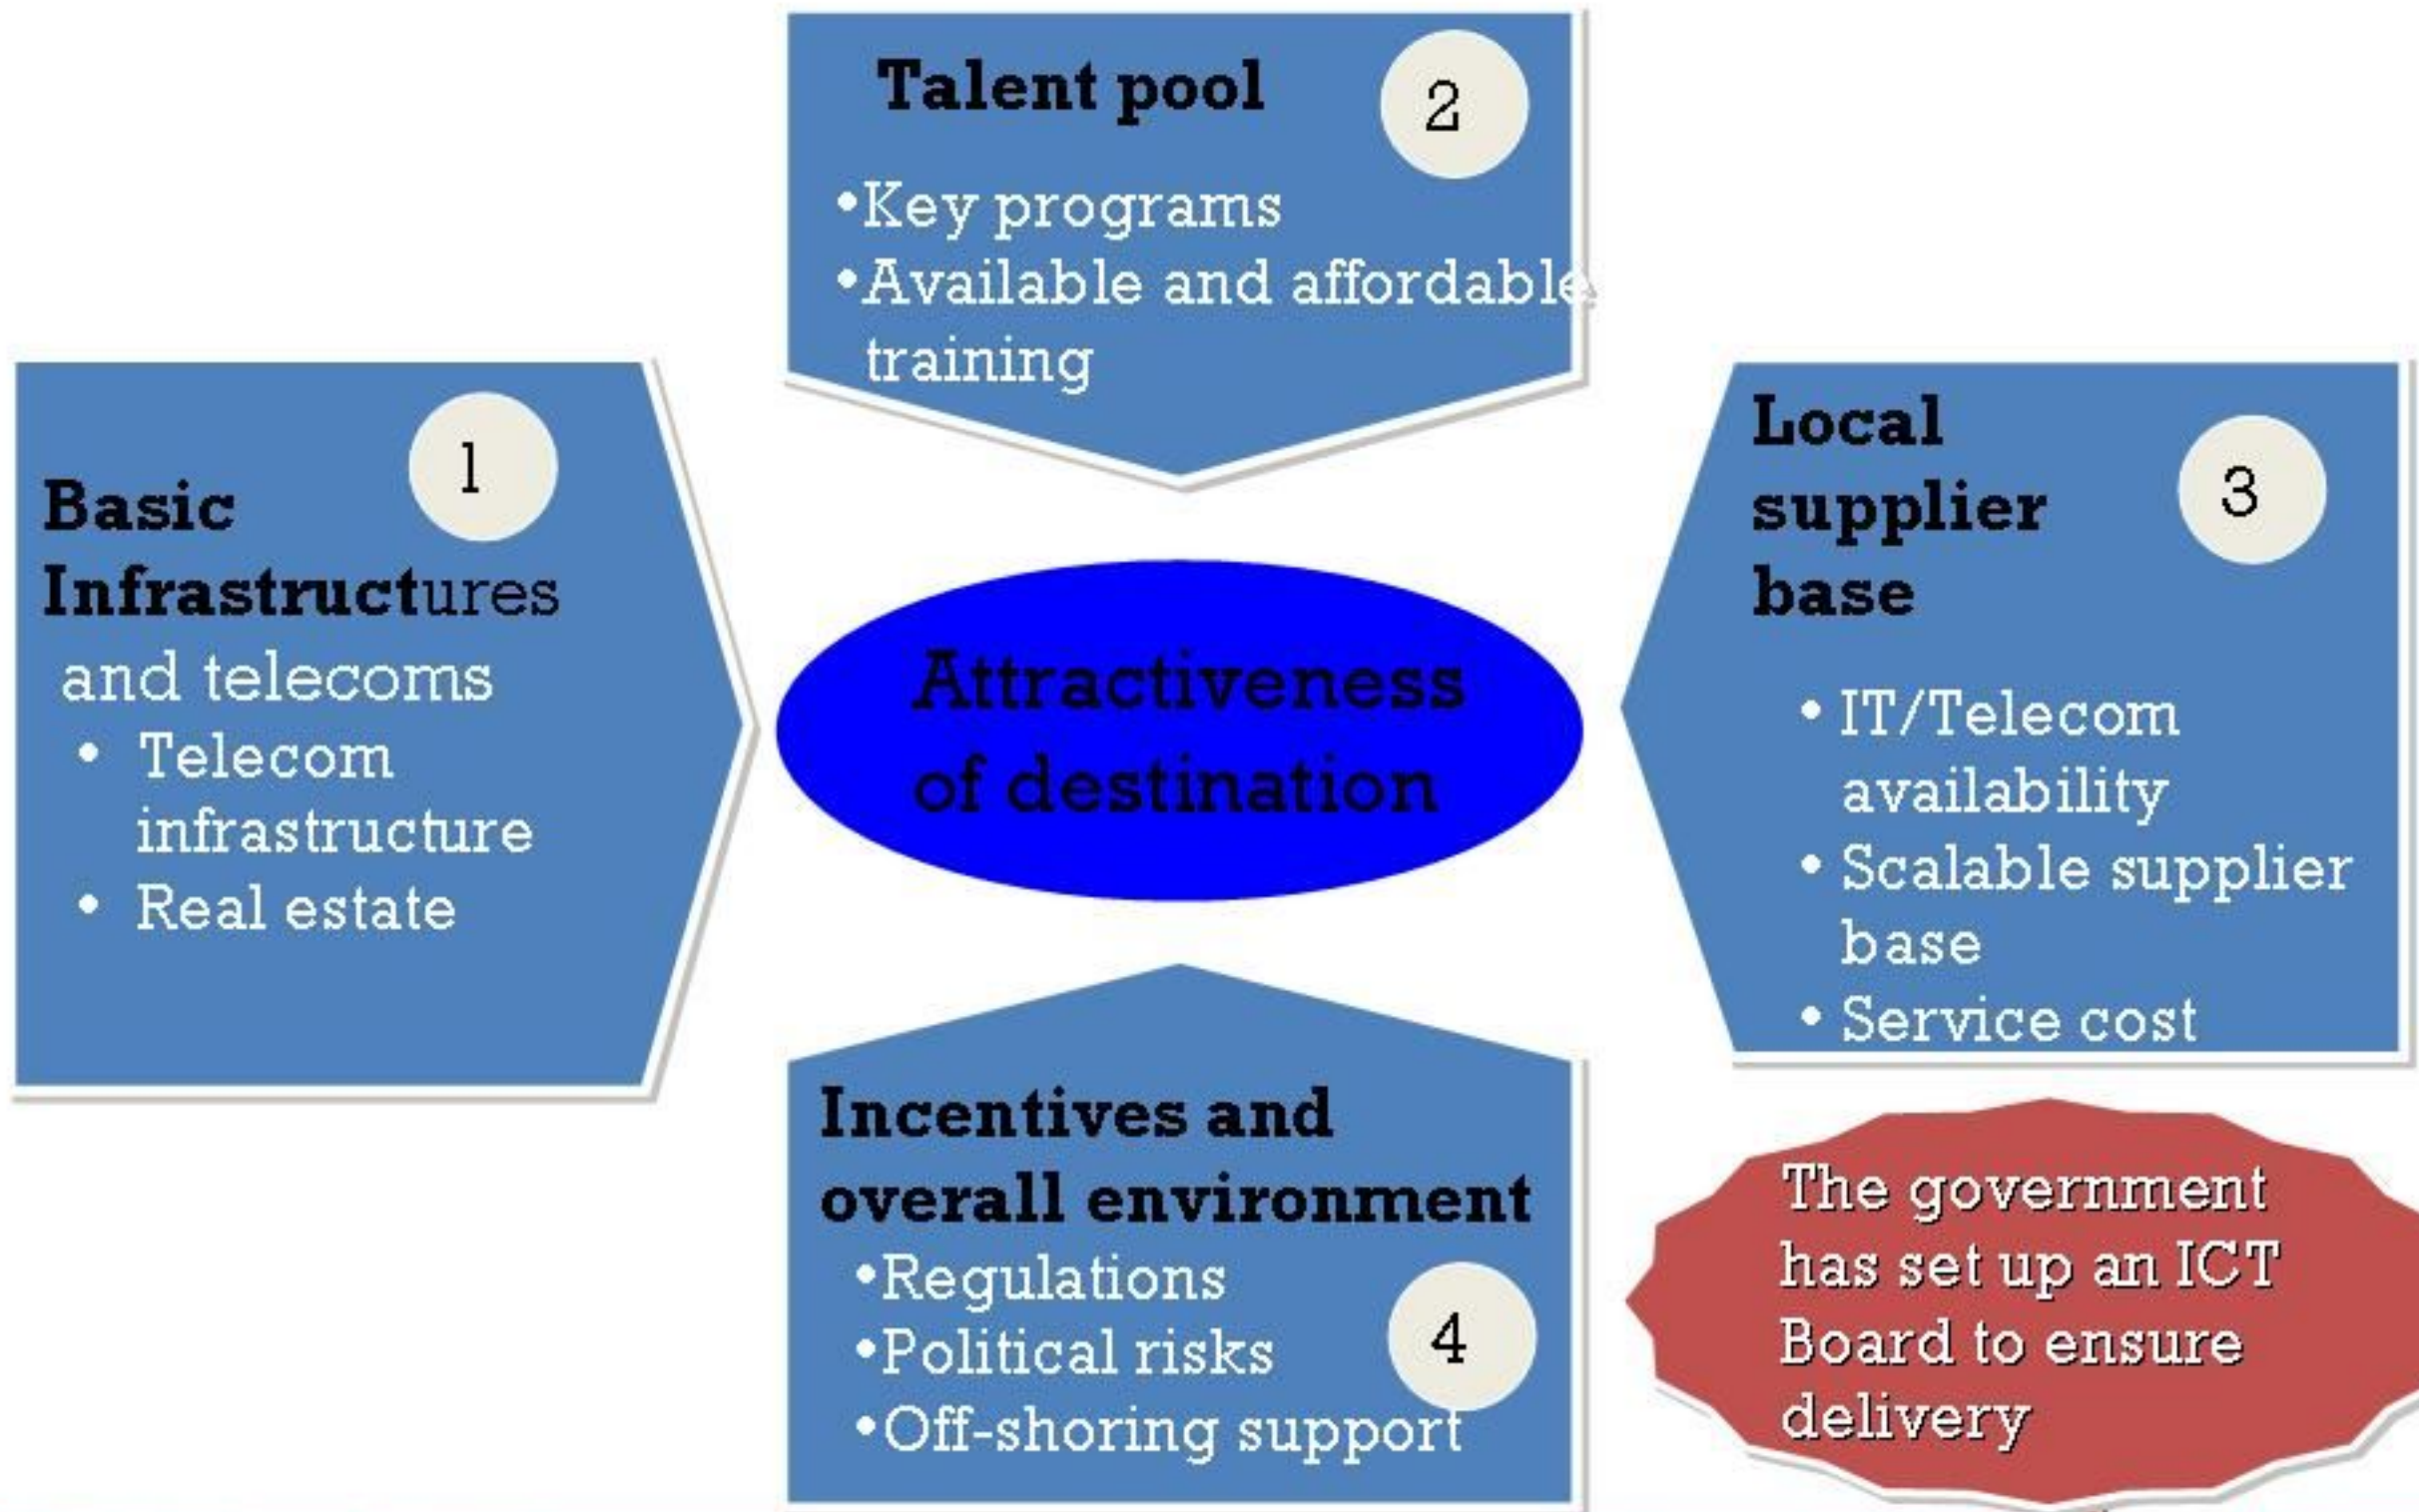 Talent pool
2
•Key programs
•Available and affordable
training
1
Basic
Infrastructures
and telecoms
• Telecom
infrastructure
• Real estate
Attractiveness
of destination
Local
supplier
base
3
• IT/Telecom
availability
• Scalable supplier
base
• Service cost
Incentives and
overall environment
•Regulations
•Political risks
•Off-shoring support
4
The government
has set up an ICT
Board to ensure
delivery